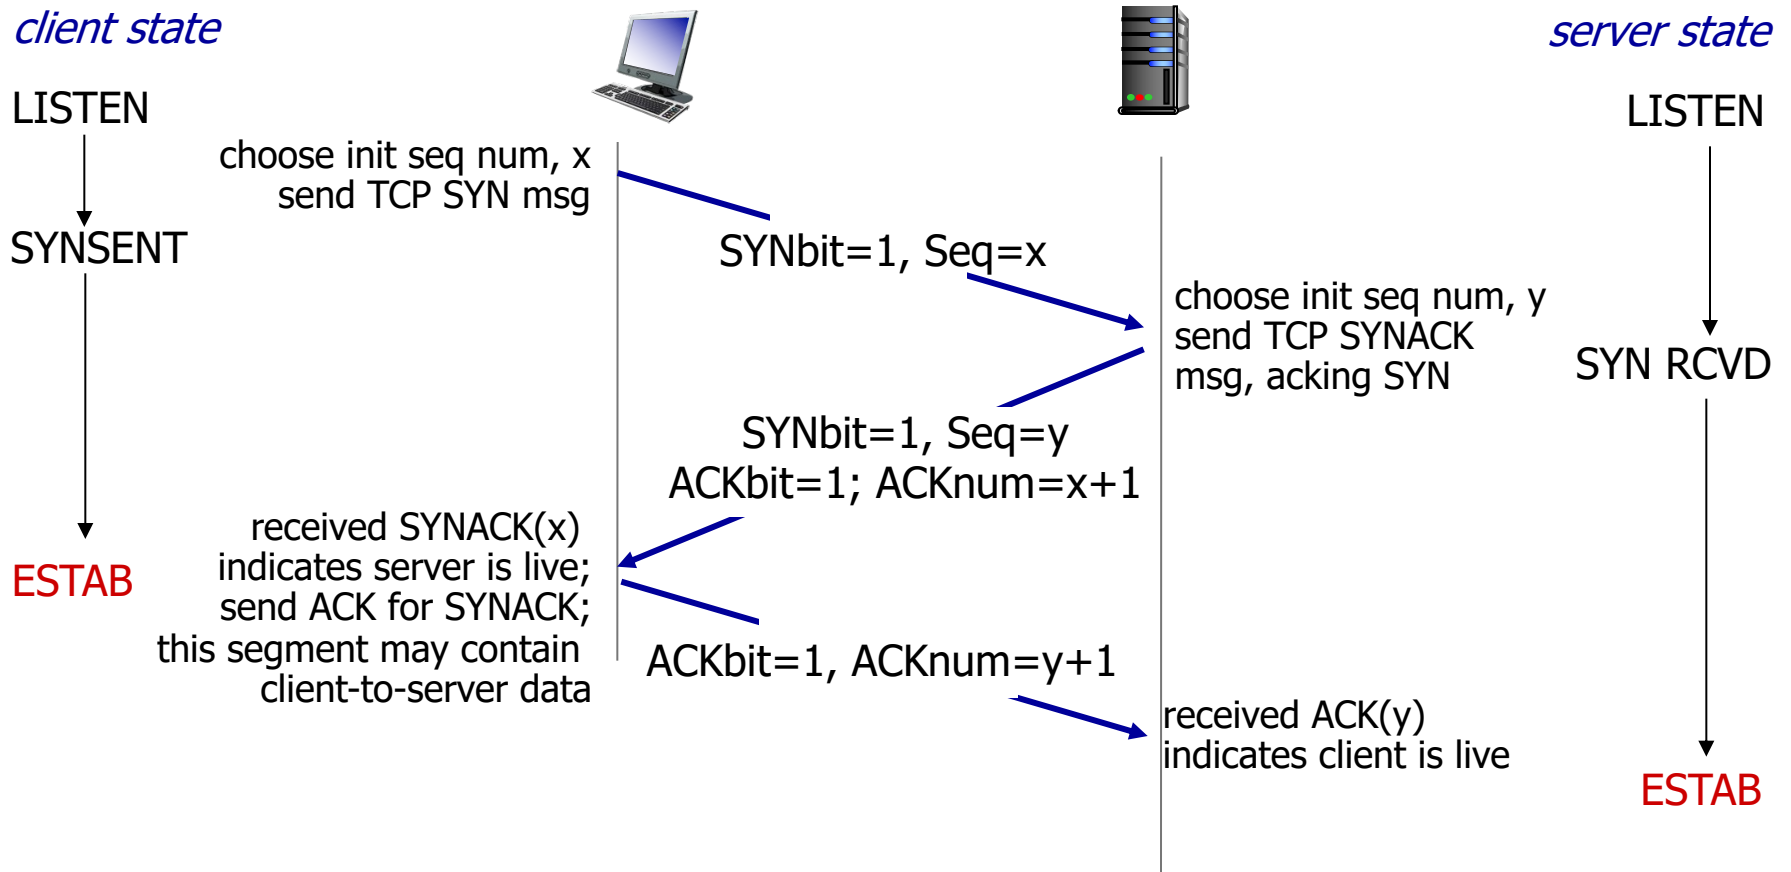 client state
server state
LISTEN
LISTEN
choose init seq num, x
send TCP SYN msg
SYNSENT
SYNbit=1, Seq=x
choose init seq num, y
send TCP SYNACK
msg, acking SYN
SYN RCVD
SYNbit=1, Seq=y
ACKbit=1; ACKnum=x+1
received SYNACK(x)
indicates server is live;
send ACK for SYNACK;
this segment may contain
client-to-server data
ESTAB
ACKbit=1, ACKnum=y+1
received ACK(y)
indicates client is live
ESTAB